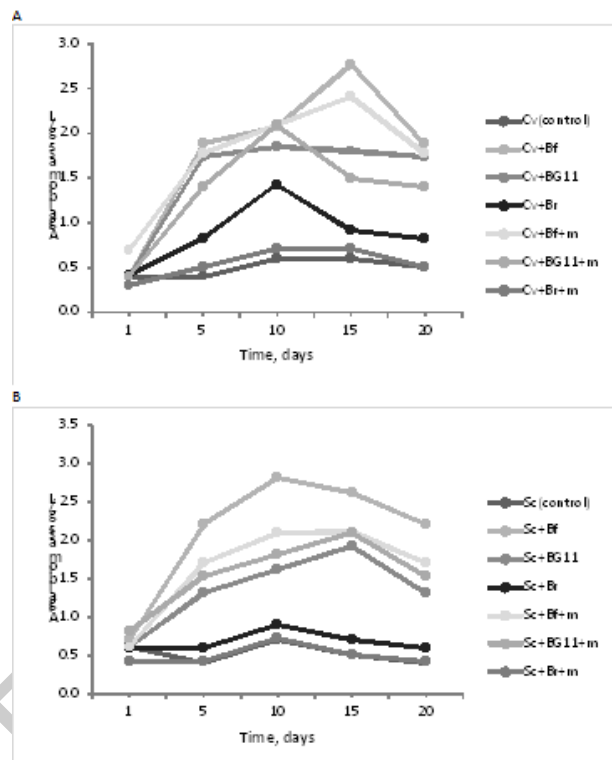 A
3.0
2.5
2.0
1.5
1.0
0.5
0.0
1
5
10
15
20
Time, days
Cv(control)
Cv+Bf
Cv+BG11
Cv+Br
Cv+Bf+m
Cv+BG11+m
Cv+Br+m
B
3.5
3.0
2.5
2.0
1.5
1.0
0.5
0.0
1
5
10
15
20
Time, days
Sc(control)
Sc+Bf
Sc+BG11
Sc+Br
Sc+Bf+m
Sc+BG11+m
Sc+Br+m